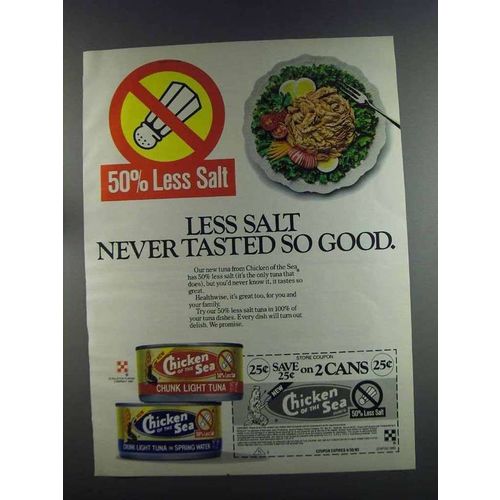 50% Less Salt
LESS SALT
NEVER TASTED SO GOOD.
Our new tuna from Chicken of the Sea®
has 50% less salt (it's the only tuna that
does), but you'd never know it, it tastes so
great.
Healthwise, it's great too, for you and
your family.
Try our 50% less salt tuna in 100% of
your tuna dishes. Every dish will turn out
delish. We promise.
Chicken
OF THE
Sea
50% Less Salt
CHUNK LIGHT TUNA
Chicken
OF THE
Sea
CHUNK LIGHT TUNA IN SPRING WATER
STORE COUPON
25¢ SAVE 25¢ on 2 CANS 25¢
NEW
Chicken
OF THE
Sea
50% Less Salt